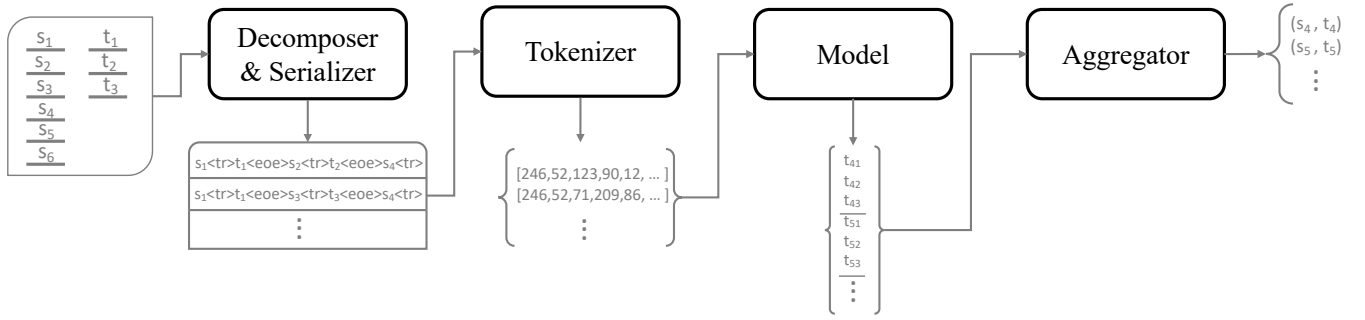 s₁ t₁
s₂ t₂
s₃ t₃
s₄
s₅
s₆
Decomposer
& Serializer
s₁<tr>t₁<eoe>s₂<tr>t₂<eoe>s₄<tr>
s₁<tr>t₁<eoe>s₃<tr>t₃<eoe>s₄<tr>
⋮
Tokenizer
[246,52,123,90,12, ... ]
[246,52,71,209,86, ... ]
⋮
Model
t₄₁
t₄₂
t₄₃
t₅₁
t₅₂
t₅₃
⋮
Aggregator
(s₄ , t₄)
(s₅ , t₅)
⋮